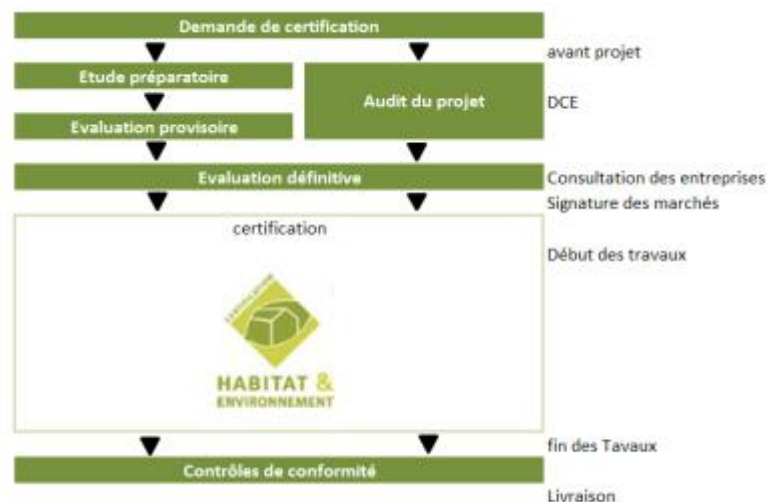 Demande de certification
avant projet
Etude préparatoire
Audit du projet
DCE
Evaluation provisoire
Evaluation définitive
Consultation des entreprises
Signature des marchés
certification
Début des travaux
CERTIFICATION
HABITAT &
ENVIRONNEMENT
fin des Tavaux
Contrôles de conformité
Livraison